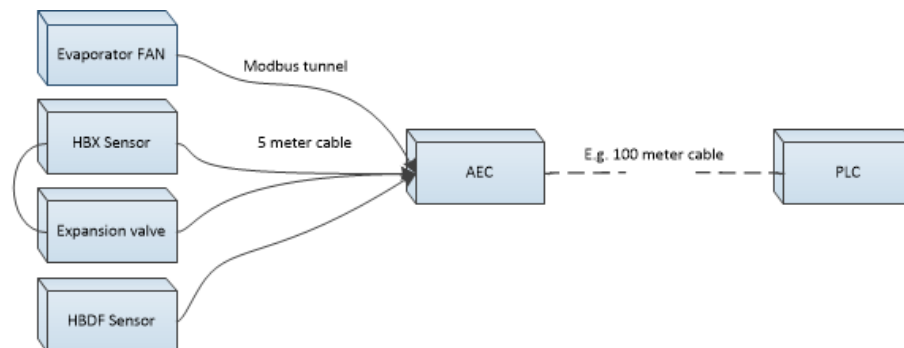 Evaporator FAN
Modbus tunnel
HBX Sensor
5 meter cable
E.g. 100 meter cable
AEC
PLC
Expansion valve
HBDF Sensor